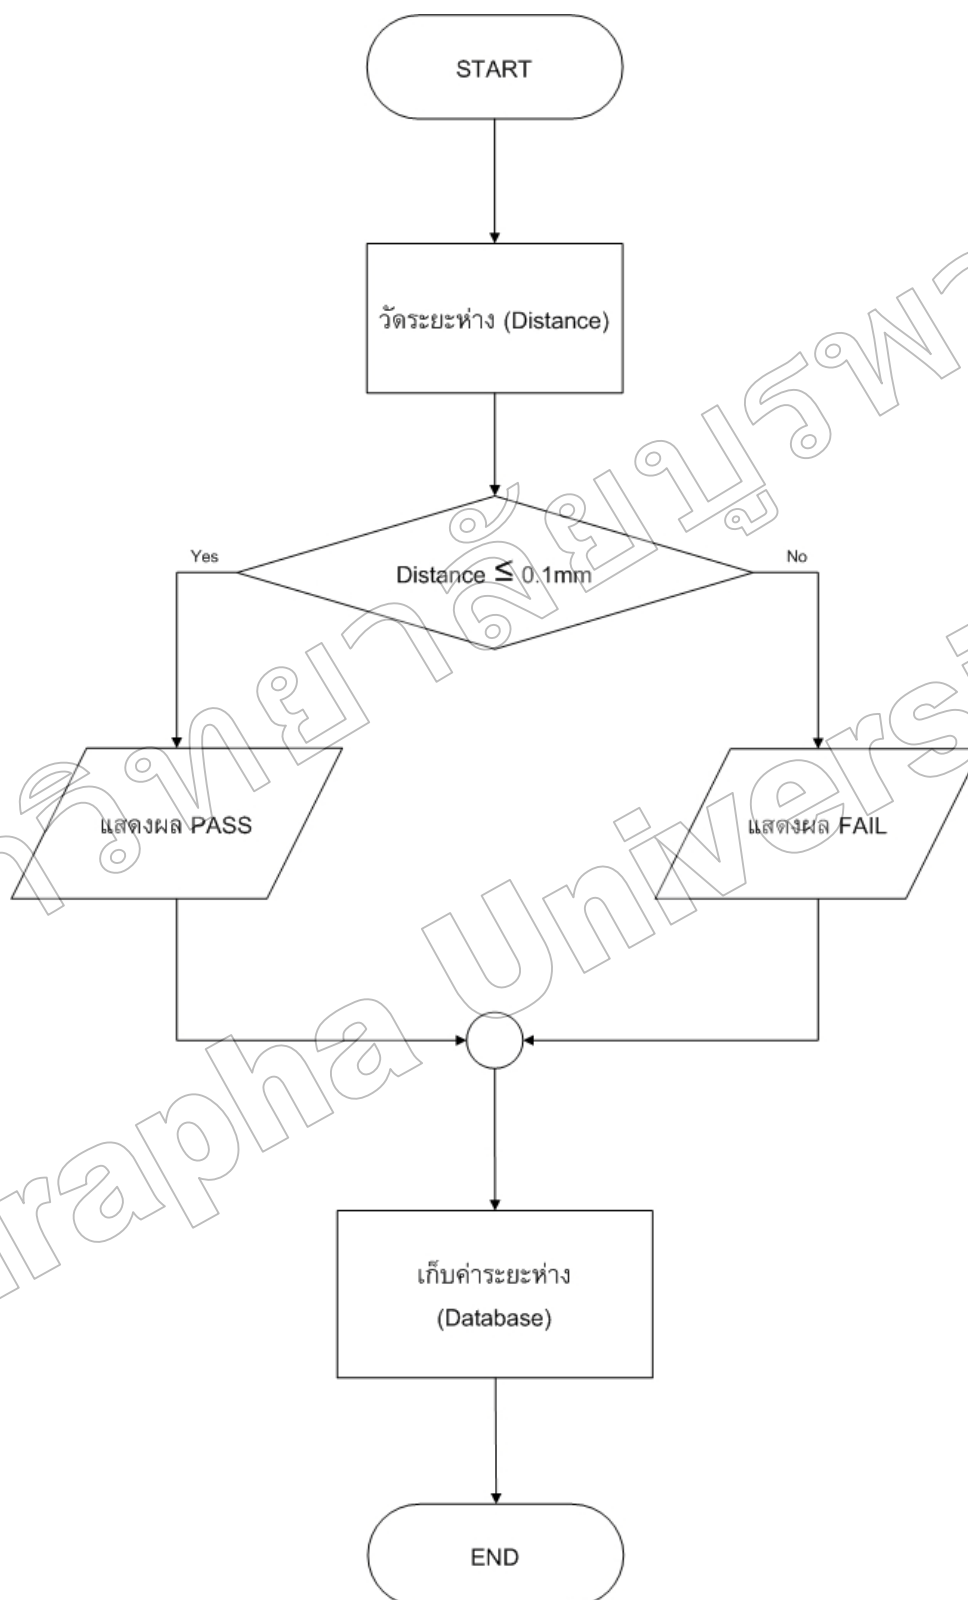 START
วัดระยะห่าง (Distance)
Yes
Distance ≤ 0.1mm
No
แสดงผล PASS
แสดงผล FAIL
เก็บค่าระยะห่าง
(Database)
END